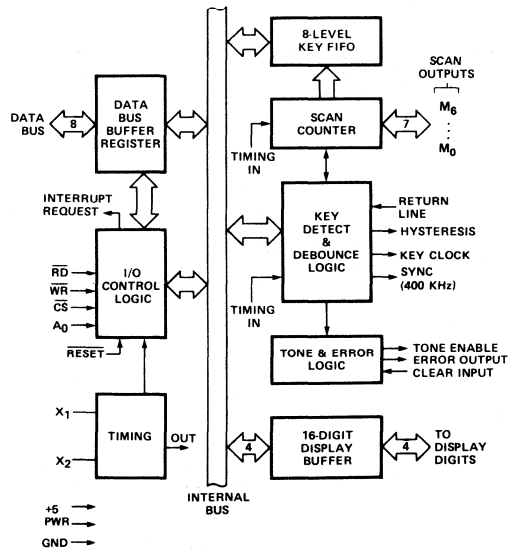 8-LEVEL
KEY FIFO
SCAN
OUTPUTS
DATA
BUS
BUFFER
REGISTER
DATA
BUS
8
SCAN
COUNTER
7
M6
M0
TIMING
IN
INTERRUPT
REQUEST
KEY
DETECT
&
DEBOUNCE
LOGIC
RETURN
LINE
HYSTERESIS
KEY CLOCK
SYNC
(400 KHz)
I/O
CONTROL
LOGIC
RD
WR
CS
A0
RESET
TIMING
IN
TONE & ERROR
LOGIC
TONE ENABLE
ERROR OUTPUT
CLEAR INPUT
X1
X2
TIMING
OUT
4
16-DIGIT
DISPLAY
BUFFER
4
TO
DISPLAY
DIGITS
INTERNAL
BUS
+5
PWR
GND